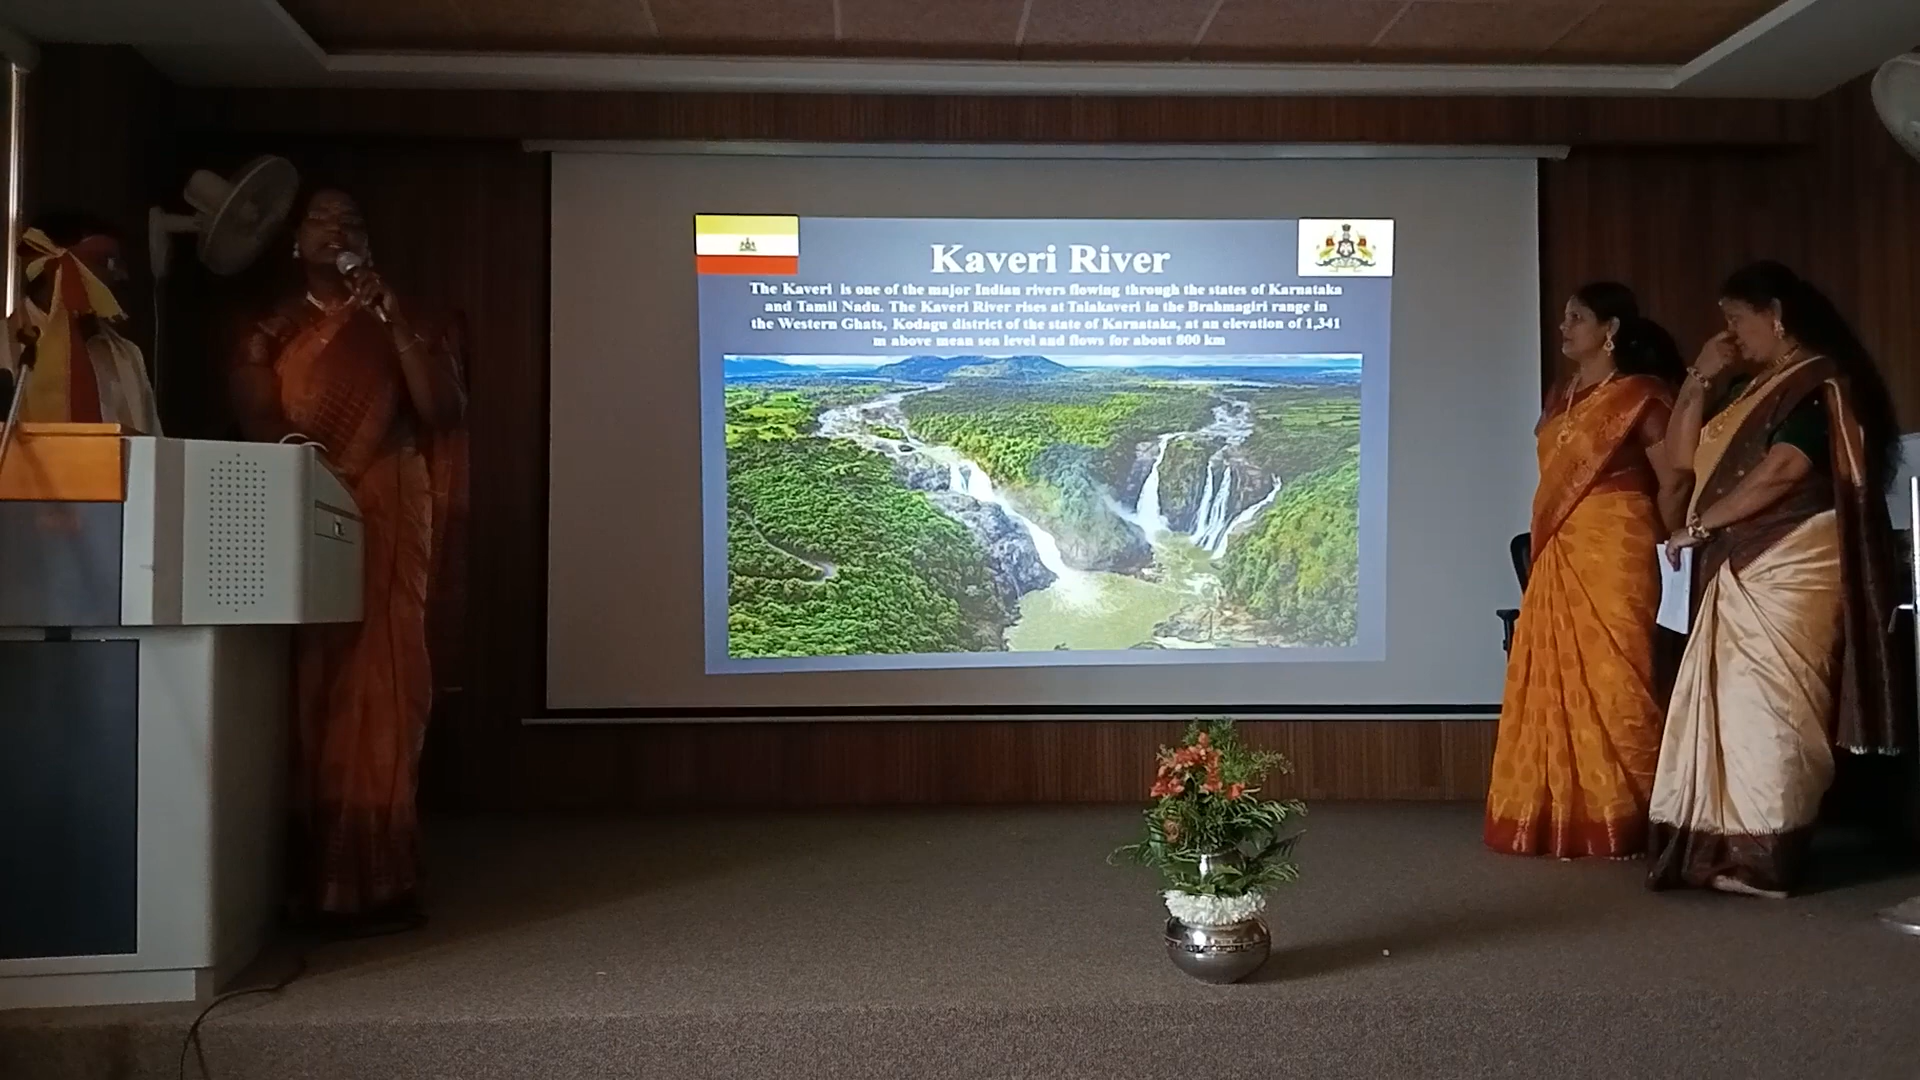 Kaveri River
The Kaveri is one of the major Indian rivers flowing through the states of Karnataka
and Tamil Nadu. The Kaveri River rises at Talakaveri in the Brahmagiri range in
the Western Ghats, Kodagu district of the state of Karnataka, at an elevation of 1,341
m above mean sea level and flows for about 800 km